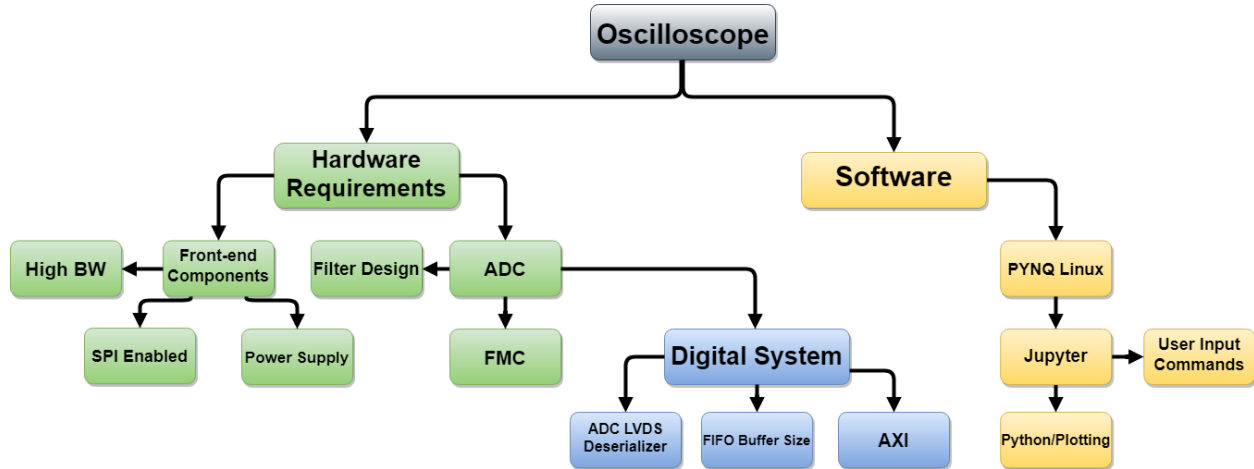 Oscilloscope
Hardware
Requirements
Software
High BW
Front-end
Components
Filter Design
ADC
PYNQ Linux
SPI Enabled
Power Supply
FMC
Digital System
Jupyter
User Input
Commands
ADC LVDS
Deserializer
FIFO Buffer Size
AXI
Python/Plotting